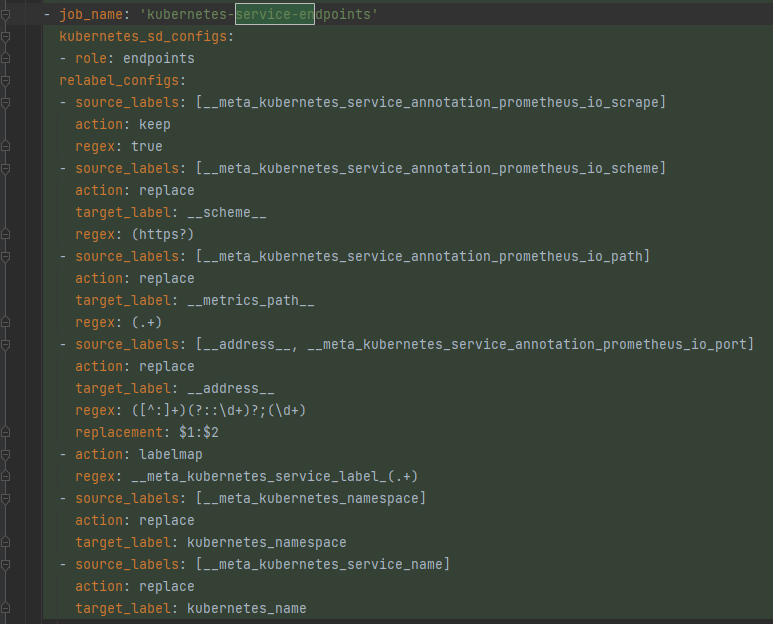 - job_name: 'kubernetes-service-endpoints'
kubernetes_sd_configs:
- role: endpoints
relabel_configs:
- source_labels: [__meta_kubernetes_service_annotation_prometheus_io_scrape]
action: keep
regex: true
- source_labels: [__meta_kubernetes_service_annotation_prometheus_io_scheme]
action: replace
target_label: __scheme__
regex: (https?)
- source_labels: [__meta_kubernetes_service_annotation_prometheus_io_path]
action: replace
target_label: __metrics_path__
regex: (.+)
- source_labels: [__address__, __meta_kubernetes_service_annotation_prometheus_io_port]
action: replace
target_label: __address__
regex: ([^:]+)(?::\d+)?;(\d+)
replacement: $1:$2
- action: labelmap
regex: __meta_kubernetes_service_label_(.+)
- source_labels: [__meta_kubernetes_namespace]
action: replace
target_label: kubernetes_namespace
- source_labels: [__meta_kubernetes_service_name]
action: replace
target_label: kubernetes_name